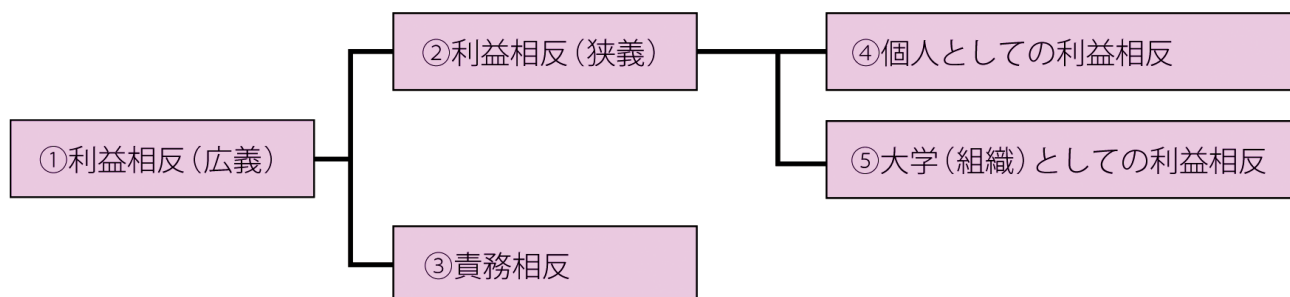 ①利益相反（広義）
②利益相反（狭義）
③責務相反
④個人としての利益相反
⑤大学（組織）としての利益相反